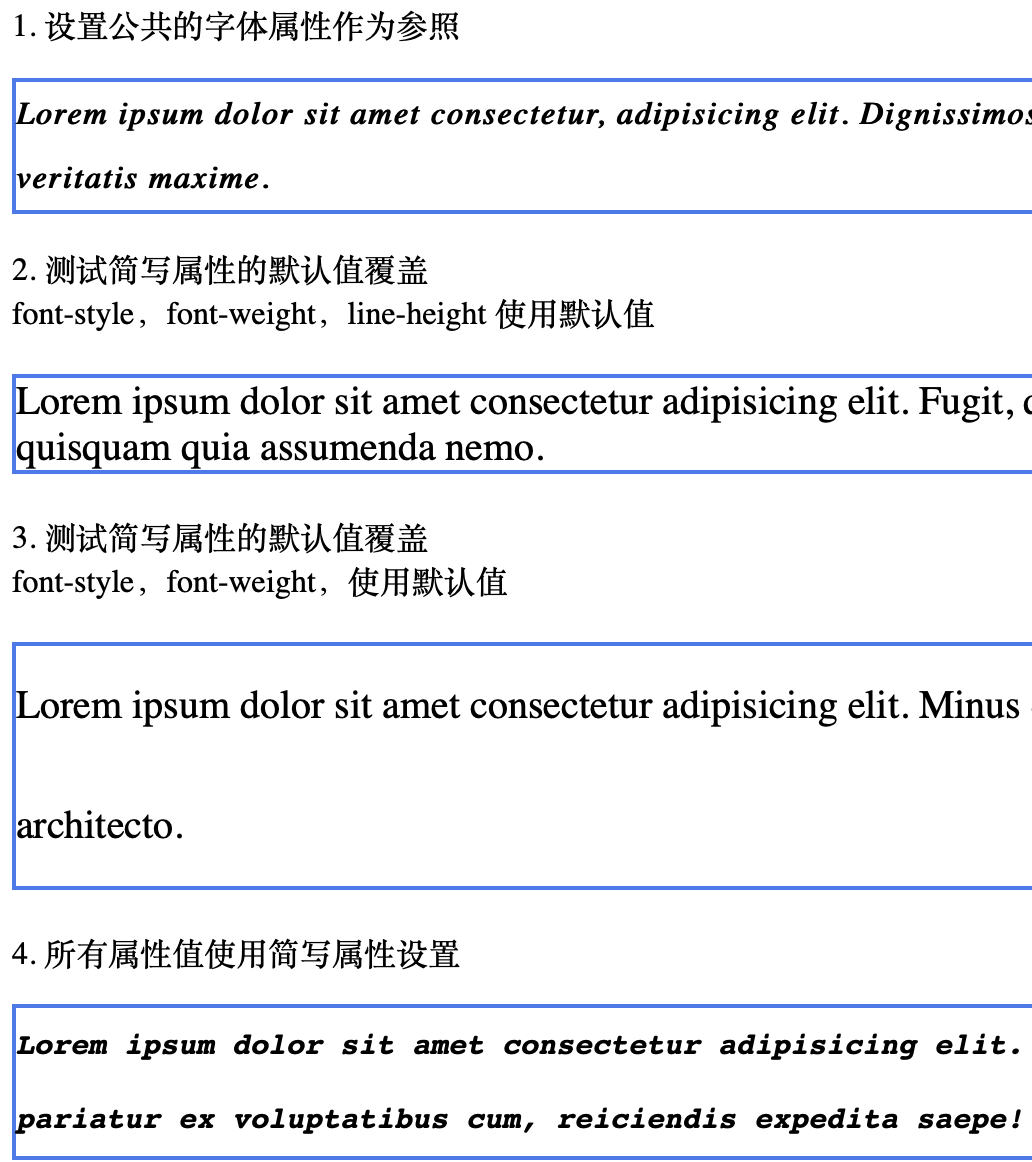 1. 设置公共的字体属性作为参照
Lorem ipsum dolor sit amet consectetur, adipisicing elit. Dignissimos
veritatis maxime.
2. 测试简写属性的默认值覆盖
font-style，font-weight，line-height 使用默认值
Lorem ipsum dolor sit amet consectetur adipisicing elit. Fugit,
quisquam quia assumenda nemo.
3. 测试简写属性的默认值覆盖
font-style，font-weight，使用默认值
Lorem ipsum dolor sit amet consectetur adipisicing elit. Minus
architecto.
4. 所有属性值使用简写属性设置
Lorem ipsum dolor sit amet consectetur adipisicing elit.
pariatur ex voluptatibus cum, reiciendis expedita saepe!